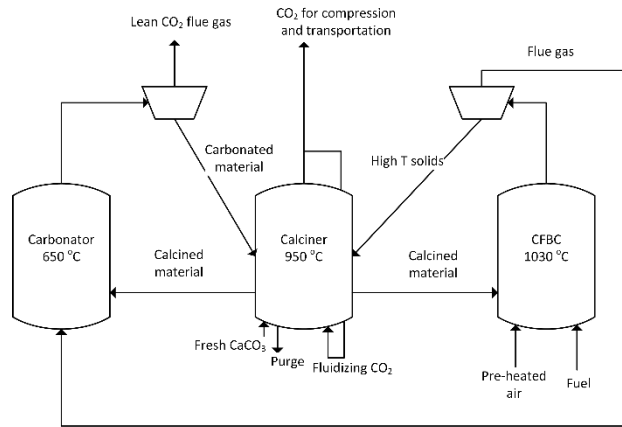 Lean CO₂ flue gas
CO₂ for compression
and transportation
Flue gas
Carbonated
material
High T solids
Carbonator
650 °C
Calcined
material
Calciner
950 °C
Calcined
material
CFBC
1030 °C
Fresh CaCO₃
Purge
Fluidizing CO₂
Pre-heated
air
Fuel